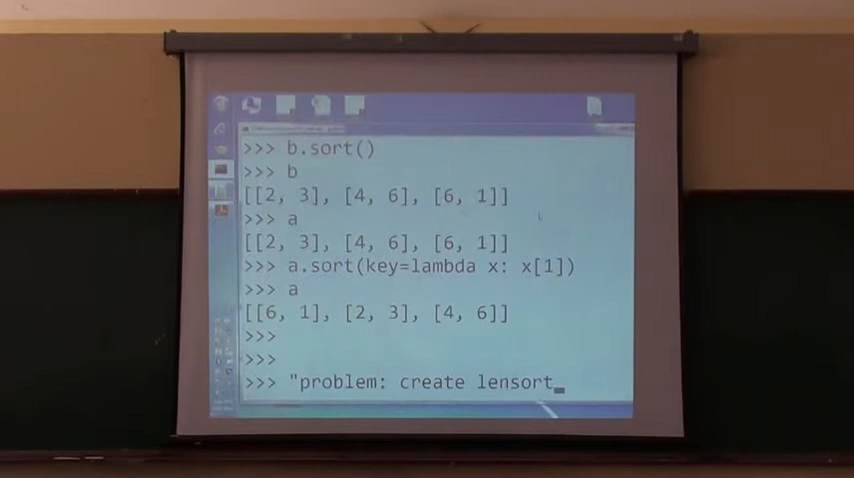 >>> b.sort()
>>> b
[[2, 3], [4, 6], [6, 1]]
>>> a
[[2, 3], [4, 6], [6, 1]]
>>> a.sort(key=lambda x: x[1])
>>> a
[[6, 1], [2, 3], [4, 6]]
>>>
>>>
>>> "problem: create lensort_